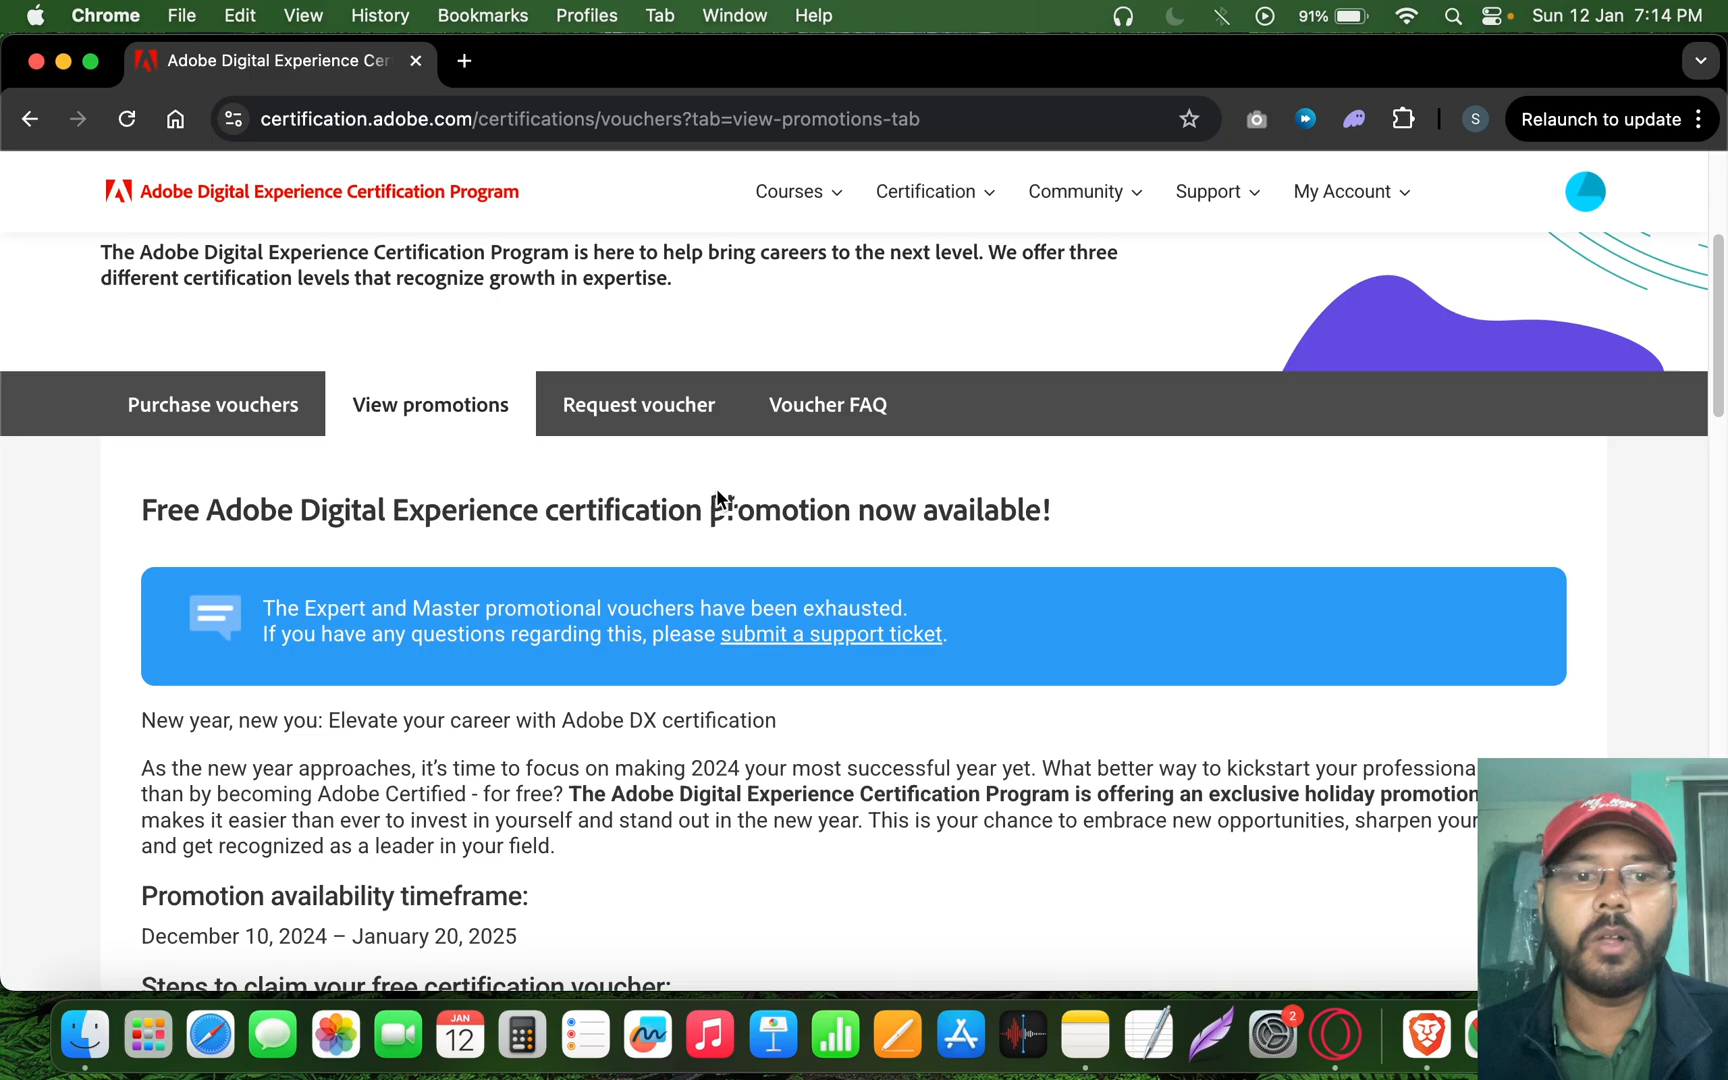 Chrome File Edit View History Bookmarks Profiles Tab Window Help 91% Sun 12 Jan 7:14 PM
Adobe Digital Experience Cer
certification.adobe.com/certifications/vouchers?tab=view-promotions-tab S Relaunch to update
Adobe Digital Experience Certification Program Courses Certification Community Support My Account
The Adobe Digital Experience Certification Program is here to help bring careers to the next level. We offer three
different certification levels that recognize growth in expertise.
Purchase vouchers View promotions Request voucher Voucher FAQ
Free Adobe Digital Experience certification promotion now available!
The Expert and Master promotional vouchers have been exhausted.
If you have any questions regarding this, please submit a support ticket.
New year, new you: Elevate your career with Adobe DX certification
As the new year approaches, it's time to focus on making 2024 your most successful year yet. What better way to kickstart your professiona
than by becoming Adobe Certified - for free? The Adobe Digital Experience Certification Program is offering an exclusive holiday promotion
makes it easier than ever to invest in yourself and stand out in the new year. This is your chance to embrace new opportunities, sharpen your
and get recognized as a leader in your field.
Promotion availability timeframe:
December 10, 2024 – January 20, 2025
Steps to claim your free certification voucher:
JAN
12
2